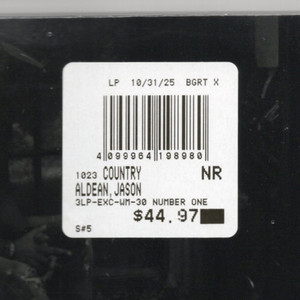 LP 10/31/25 BGRT X
4 099964 198980
1023 COUNTRY NR
ALDEAN, JASON
3LP-EXC-WM-30 NUMBER ONE
$44.97
S#5